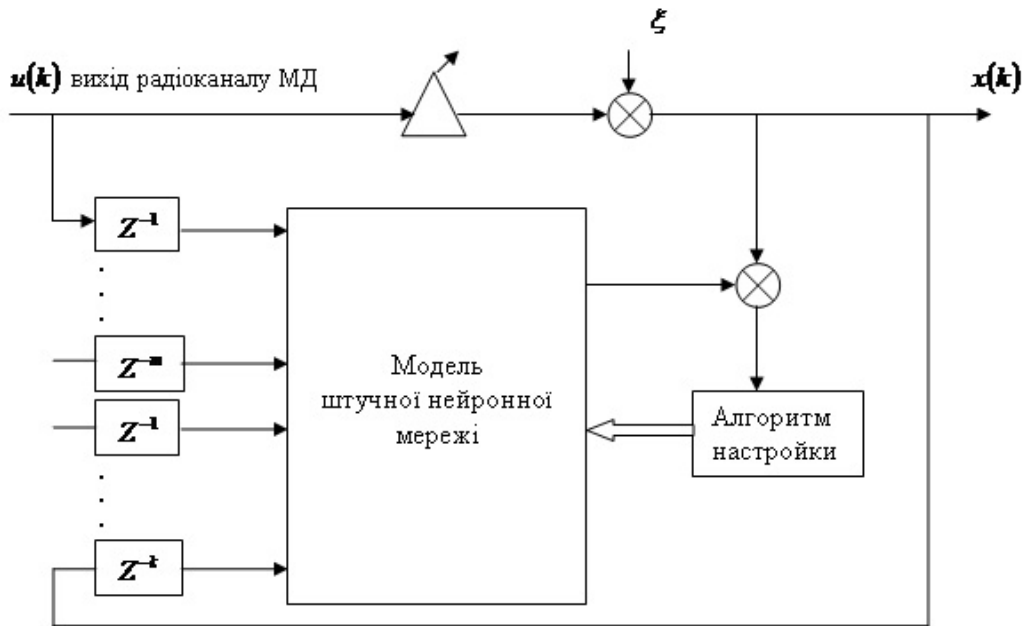 ξ
u(k) вихід радіоканалу МД
x(k)
Z⁻¹
Z⁻ᵐ
Z⁻¹
Z⁻ᵏ
Модель
штучної нейронної
мережі
Алгоритм
настройки